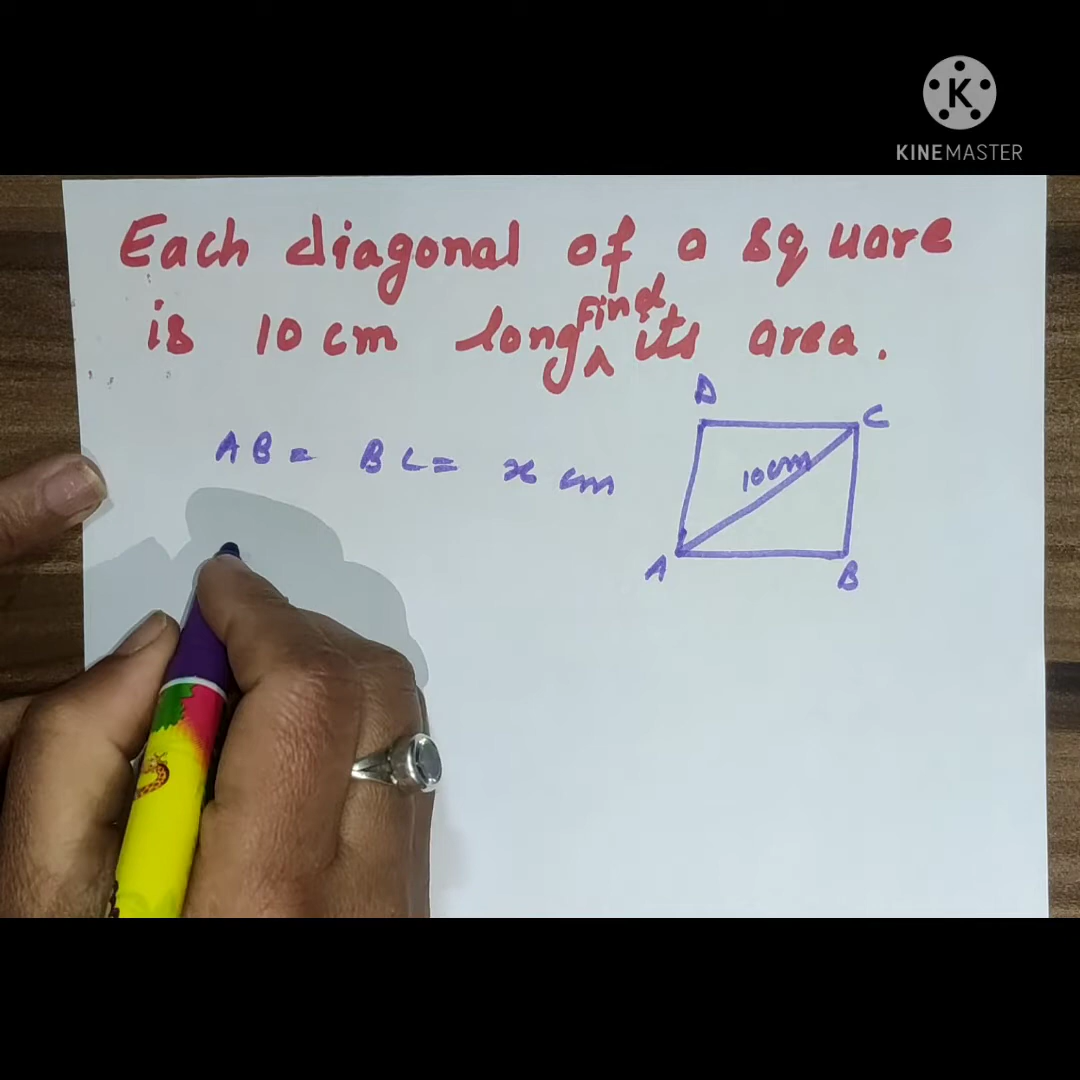 K
KINEMASTER
Each diagonal of a square
is 10 cm long Find its area.
AB = BC = x cm
D
C
10cm
A
B